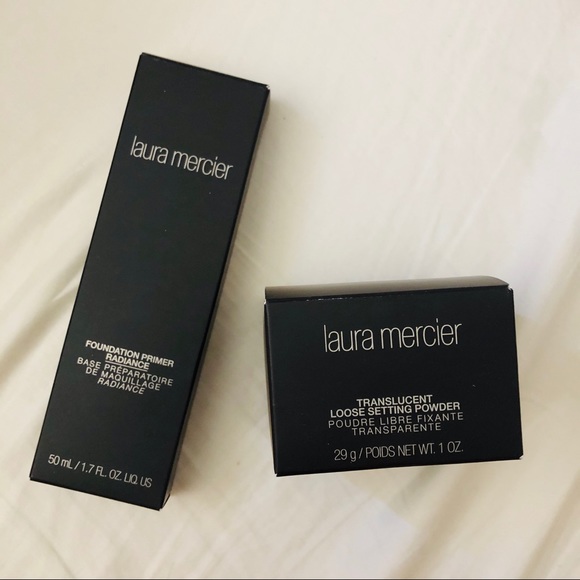 laura mercier
FOUNDATION PRIMER
RADIANCE
BASE PRÉPARATOIRE
DE MAQUILLAGE
RADIANCE
50 mL / 1.7 FL. OZ. LIQ. US
laura mercier
TRANSLUCENT
LOOSE SETTING POWDER
POUDRE LIBRE FIXANTE
TRANSPARENTE
29 g / POIDS NET WT. 1 OZ.